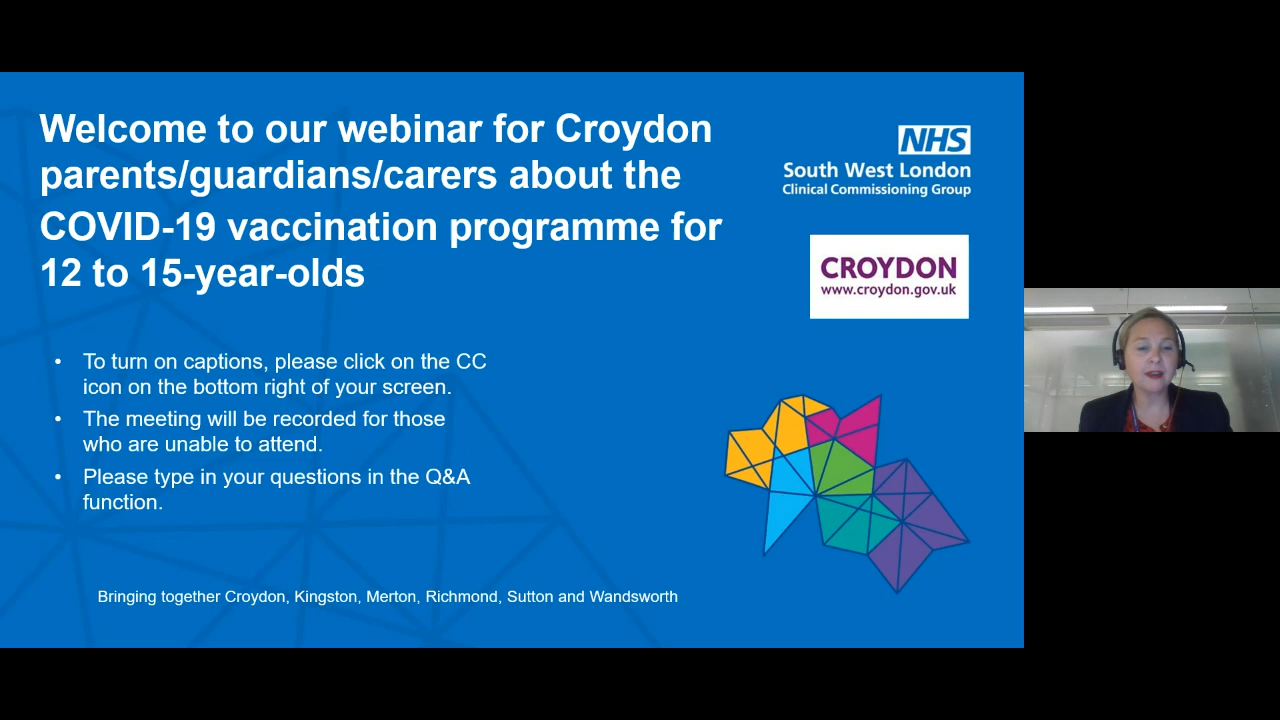 Welcome to our webinar for Croydon
parents/guardians/carers about the
COVID-19 vaccination programme for
12 to 15-year-olds
NHS
South West London
Clinical Commissioning Group
CROYDON
www.croydon.gov.uk
• To turn on captions, please click on the CC
icon on the bottom right of your screen.
• The meeting will be recorded for those
who are unable to attend.
• Please type in your questions in the Q&A
function.
Bringing together Croydon, Kingston, Merton, Richmond, Sutton and Wandsworth